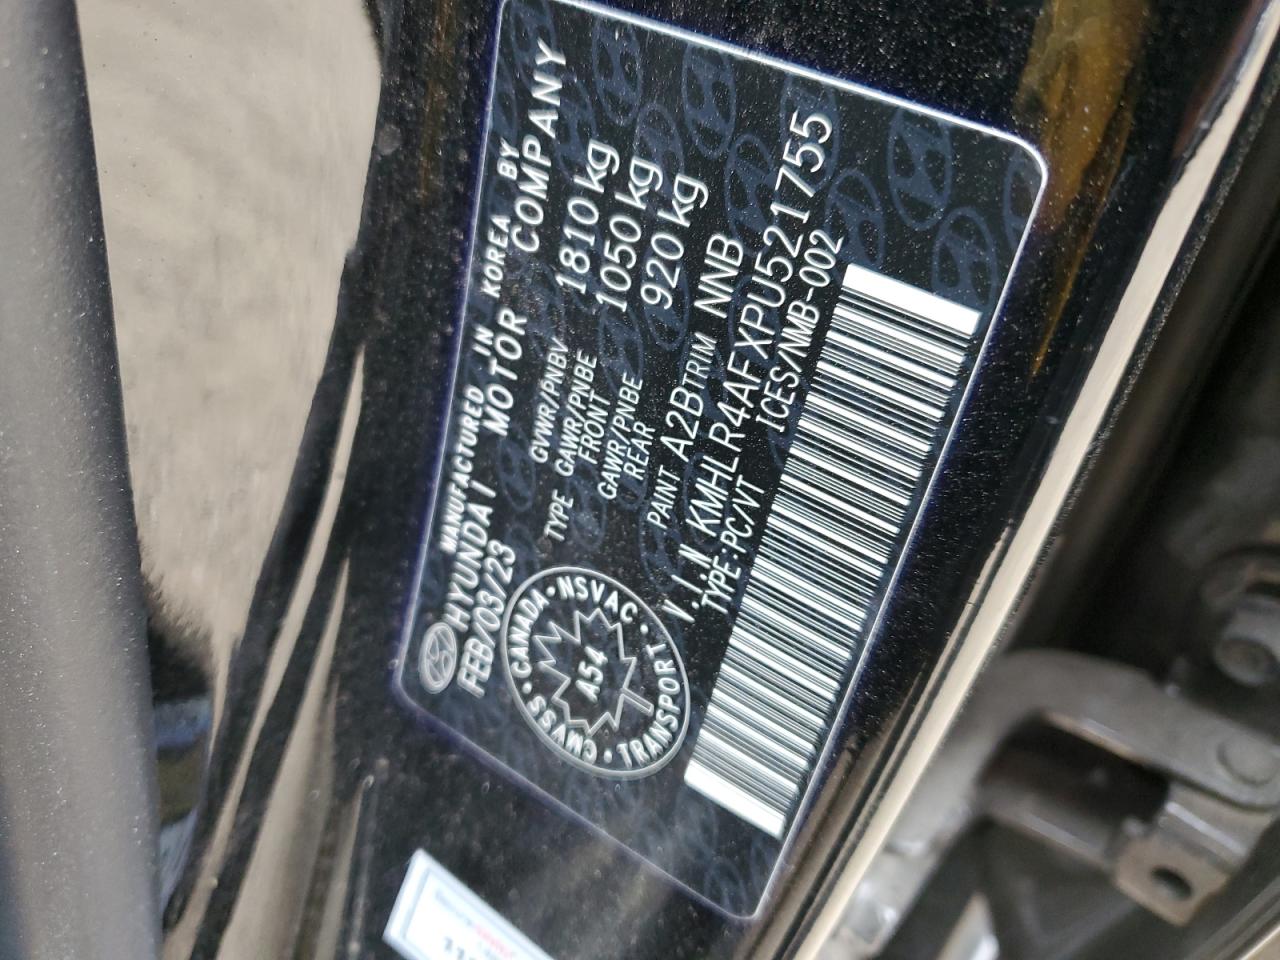 MANUFACTURED IN KOREA BY
HYUNDAI MOTOR COMPANY
FEB/03/23
GVWR/PNBV 1810 kg
TYPE GAWR/PNBE FRONT 1050 kg
GAWR/PNBE REAR 920 kg
PAINT A2B TRIM NNB
V.I.N KMHLR4AFXPU521755
TYPE:PC/VT ICES/NMB-002
CANADA · NSVAC · TRANSPORT · CMVSS
A54